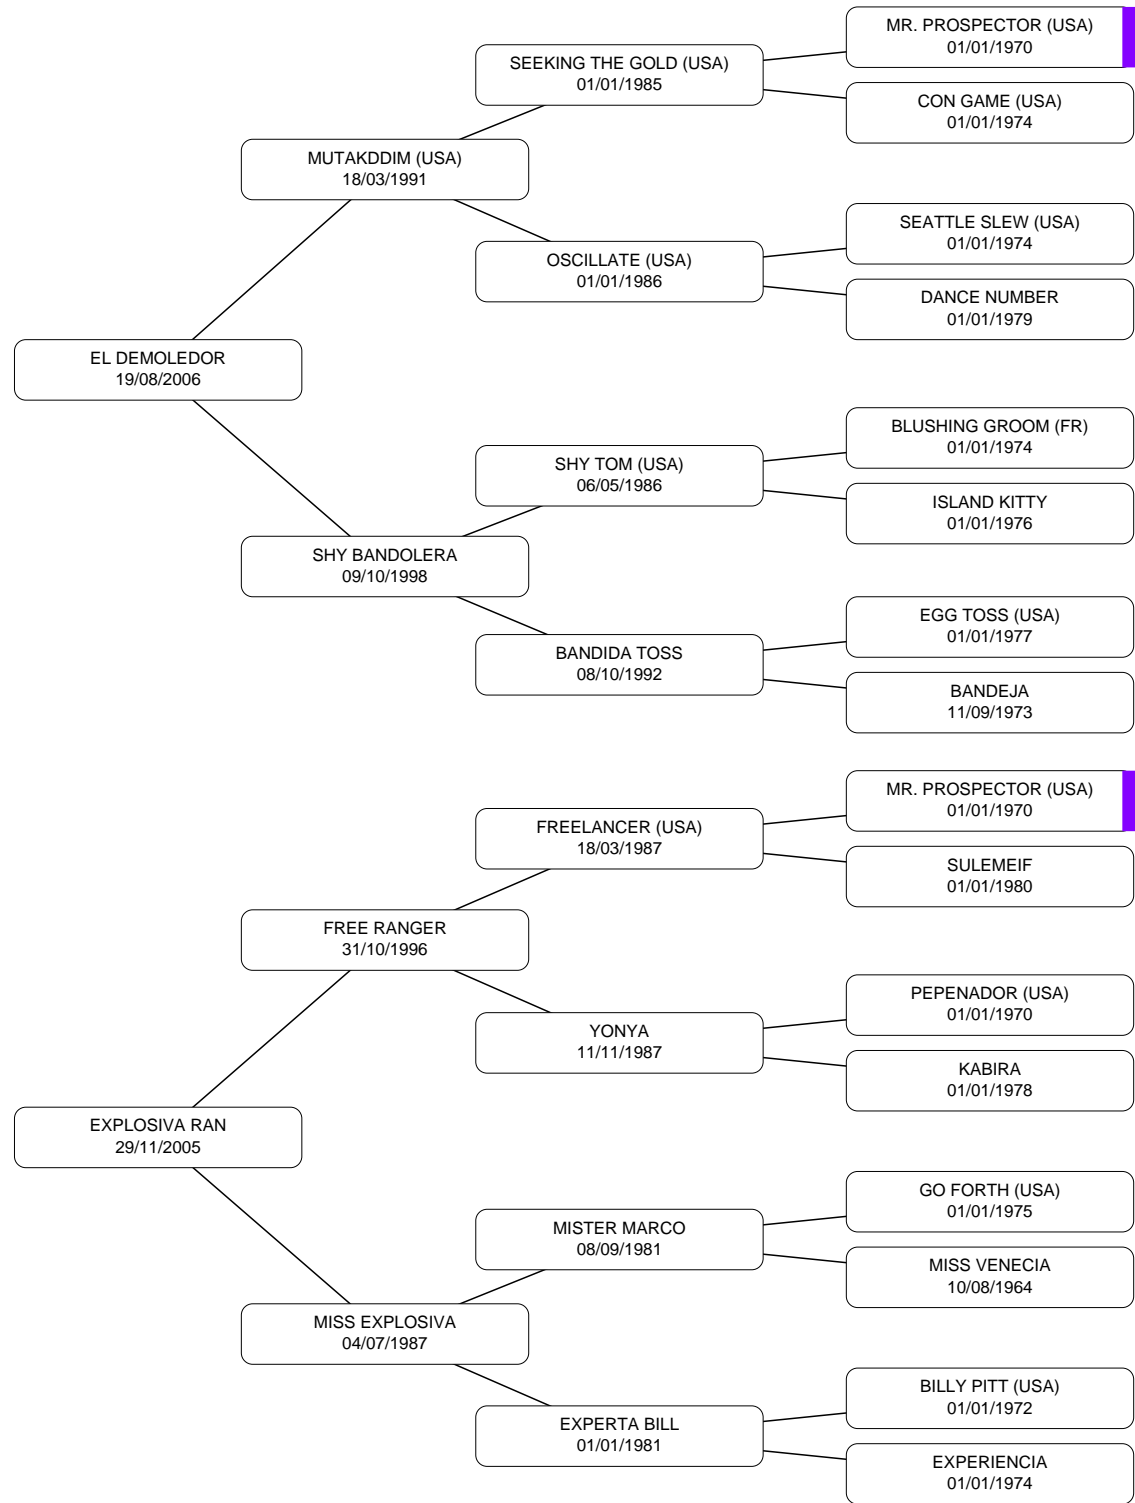 MR. PROSPECTOR (USA)
01/01/1970
SEEKING THE GOLD (USA)
01/01/1985
CON GAME (USA)
01/01/1974
MUTAKDDIM (USA)
18/03/1991
SEATTLE SLEW (USA)
01/01/1974
OSCILLATE (USA)
01/01/1986
DANCE NUMBER
01/01/1979
EL DEMOLEDOR
19/08/2006
BLUSHING GROOM (FR)
01/01/1974
SHY TOM (USA)
06/05/1986
ISLAND KITTY
01/01/1976
SHY BANDOLERA
09/10/1998
EGG TOSS (USA)
01/01/1977
BANDIDA TOSS
08/10/1992
BANDEJA
11/09/1973
MR. PROSPECTOR (USA)
01/01/1970
FREELANCER (USA)
18/03/1987
SULEMEIF
01/01/1980
FREE RANGER
31/10/1996
PEPENADOR (USA)
01/01/1970
YONYA
11/11/1987
KABIRA
01/01/1978
EXPLOSIVA RAN
29/11/2005
GO FORTH (USA)
01/01/1975
MISTER MARCO
08/09/1981
MISS VENECIA
10/08/1964
MISS EXPLOSIVA
04/07/1987
BILLY PITT (USA)
01/01/1972
EXPERTA BILL
01/01/1981
EXPERIENCIA
01/01/1974